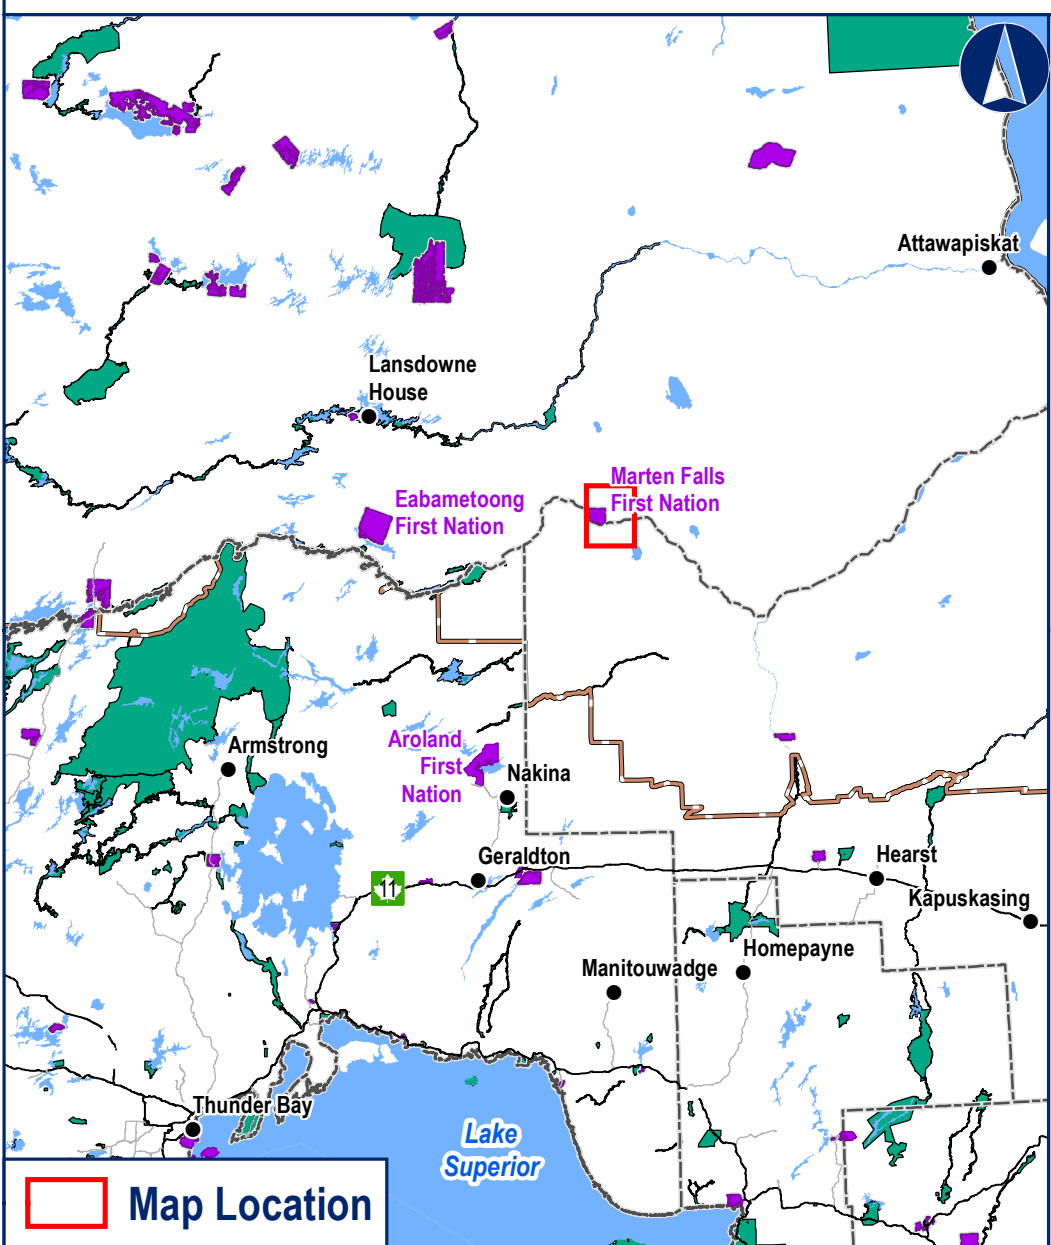 Attawapiskat
Lansdowne
House
Marten Falls
First Nation
Eabametoong
First Nation
Armstrong
Aroland
First
Nation
Nakina
Geraldton
11
Hearst
Kapuskasing
Homepayne
Manitouwadge
Thunder Bay
Lake
Superior
Map Location